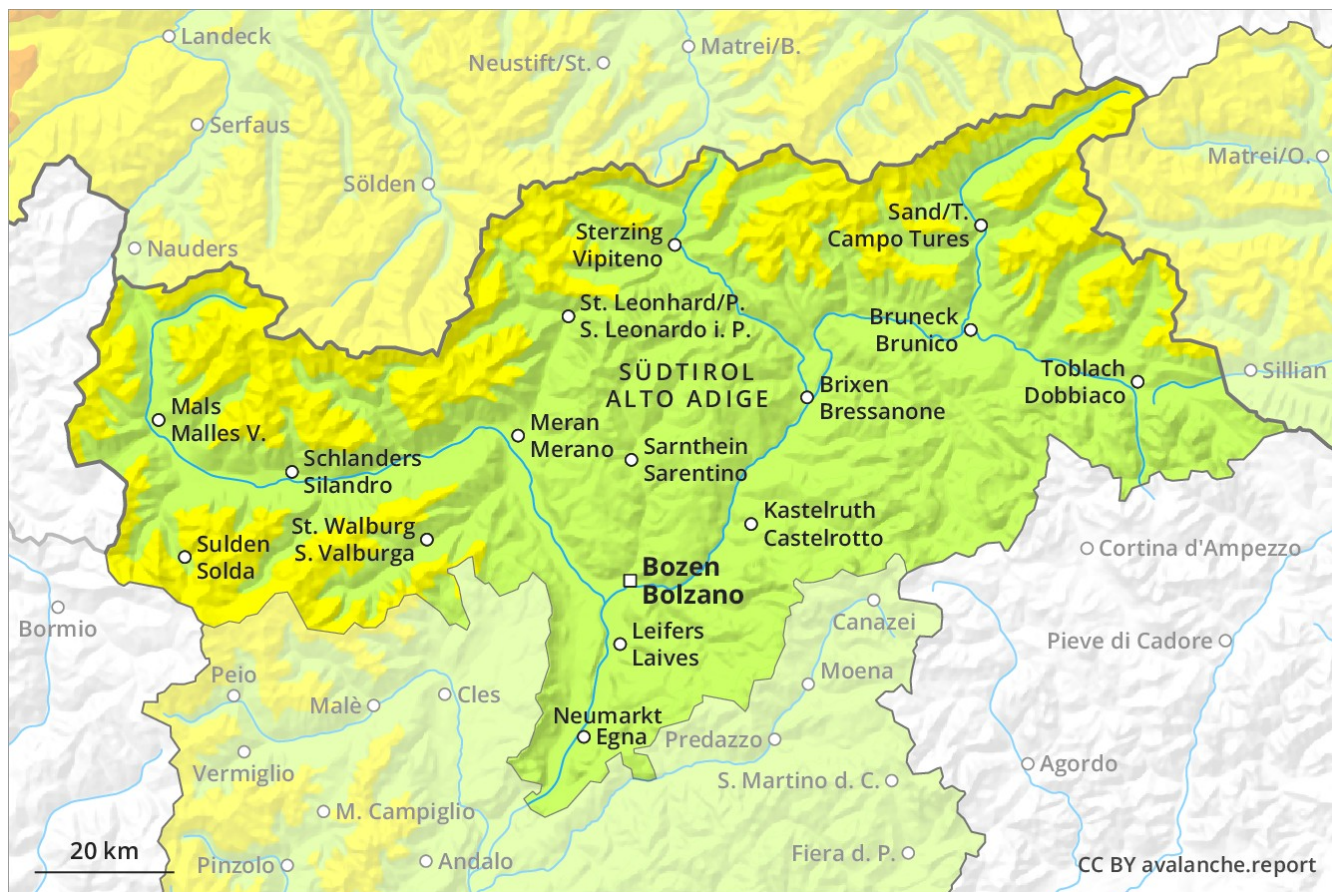 Landeck
Matrei/B.
Neustift/St.
Serfaus
Matrei/O.
Sölden
Sand/T.
Campo Tures
Sterzing
Vipiteno
Nauders
St. Leonhard/P.
S. Leonardo i. P.
Bruneck
Brunico
SÜDTIROL
ALTO ADIGE
Toblach
Dobbiaco
Sillian
Brixen
Bressanone
Mals
Malles V.
Meran
Merano
Sarnthein
Sarentino
Schlanders
Silandro
Kastelruth
Castelrotto
St. Walburg
S. Valburga
Sulden
Solda
Cortina d'Ampezzo
Bozen
Bolzano
Bormio
Canazei
Leifers
Laives
Pieve di Cadore
Peio
Moena
Malè
Cles
Neumarkt
Egna
Predazzo
Vermiglio
Agordo
S. Martino d. C.
M. Campiglio
20 km
Pinzolo
Andalo
Fiera d. P.
CC BY avalanche.report